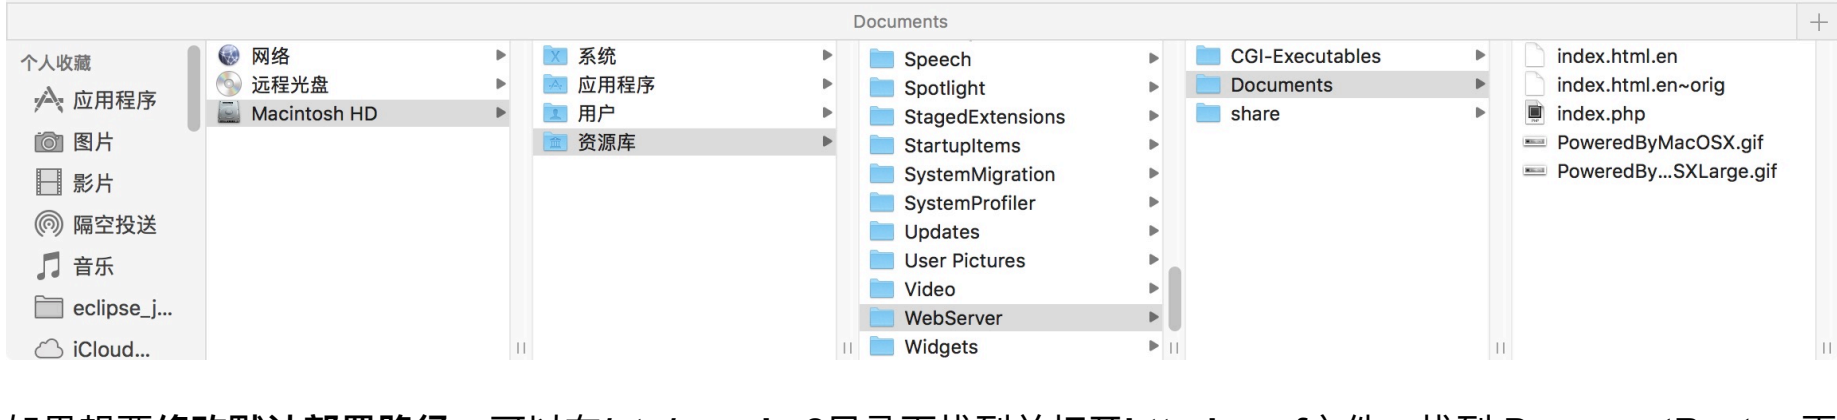 Documents
个人收藏
应用程序
图片
影片
隔空投送
音乐
eclipse_j...
iCloud...
网络
远程光盘
Macintosh HD
系统
应用程序
用户
资源库
Speech
Spotlight
StagedExtensions
StartupItems
SystemMigration
SystemProfiler
Updates
User Pictures
Video
WebServer
Widgets
CGI-Executables
Documents
share
index.html.en
index.html.en~orig
index.php
PoweredByMacOSX.gif
PoweredBy...SXLarge.gif